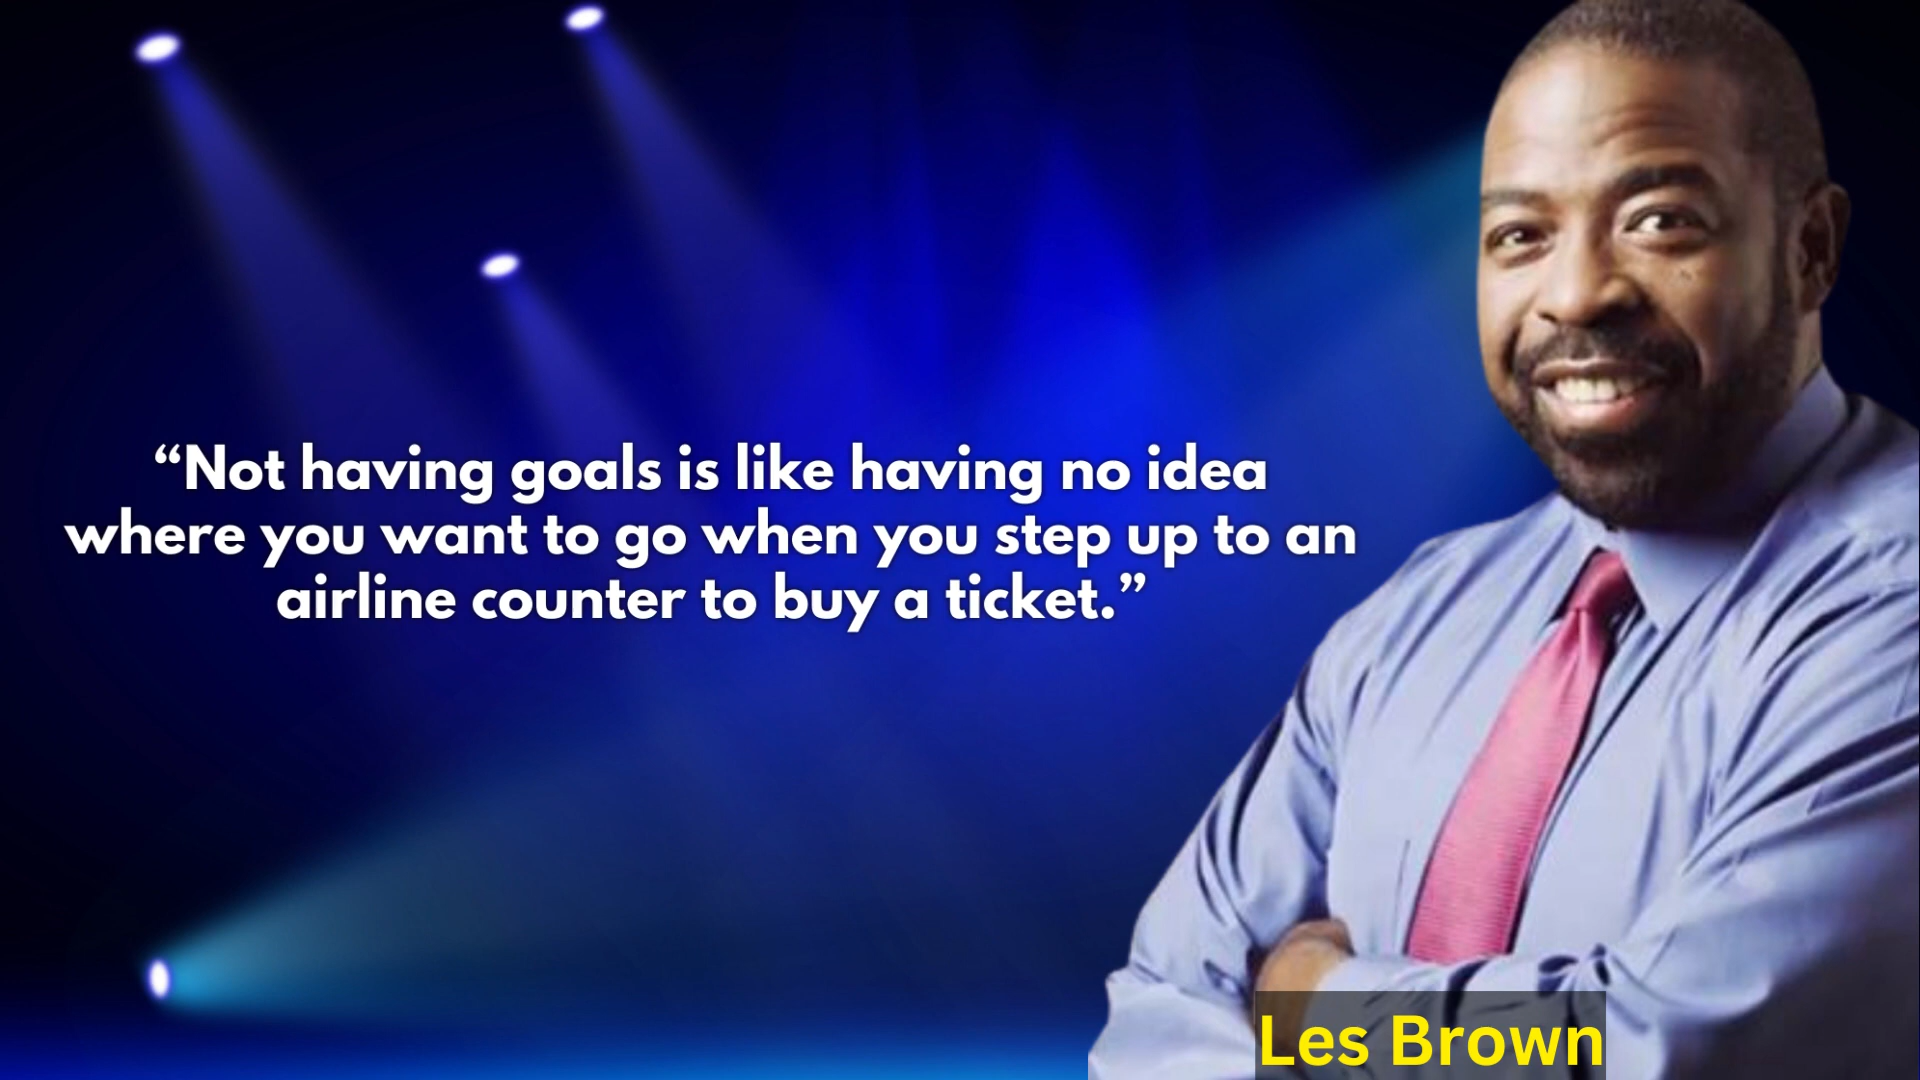 “Not having goals is like having no idea
where you want to go when you step up to an
airline counter to buy a ticket.”
Les Brown